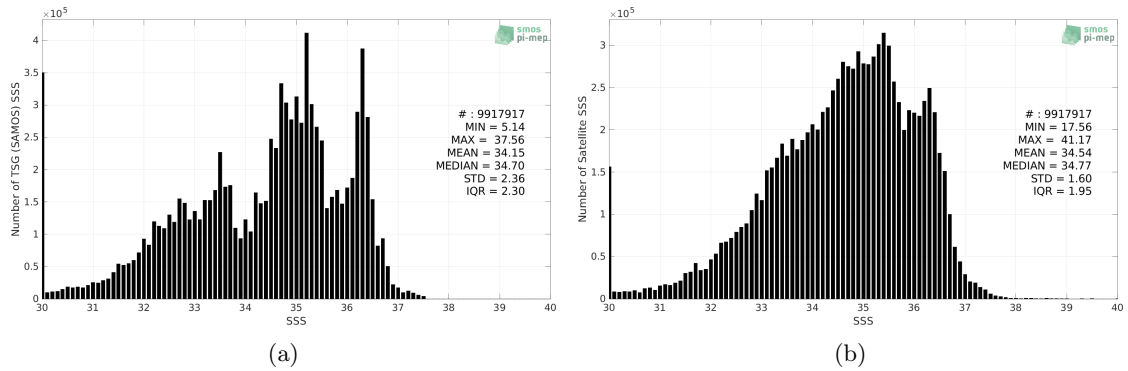 ×10⁵
4
3.5
3
2.5
2
1.5
1
0.5
0
Number of TSG (SAMOS) SSS
30 31 32 33 34 35 36 37 38 39 40
SSS
smos
pi-mep
# : 9917917
MIN = 5.14
MAX = 37.56
MEAN = 34.15
MEDIAN = 34.70
STD = 2.36
IQR = 2.30
(a)
×10⁵
3
2.5
2
1.5
1
0.5
0
Number of Satellite SSS
30 31 32 33 34 35 36 37 38 39 40
SSS
smos
pi-mep
# : 9917917
MIN = 17.56
MAX = 41.17
MEAN = 34.54
MEDIAN = 34.77
STD = 1.60
IQR = 1.95
(b)